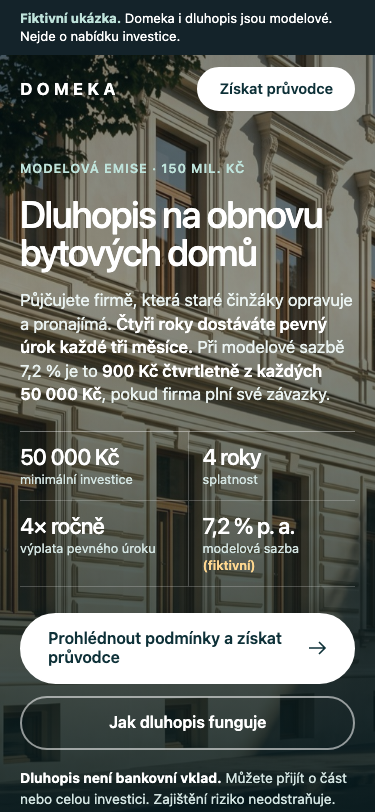 Fiktivní ukázka. Domeka i dluhopis jsou modelové.
Nejde o nabídku investice.
DOMEKA
Získat průvodce
MODELOVÁ EMISE · 150 MIL. KČ
Dluhopis na obnovu
bytových domů
Půjčujete firmě, která staré činžáky opravuje
a pronajímá. Čtyři roky dostáváte pevný
úrok každé tři měsíce. Při modelové sazbě
7,2 % je to 900 Kč čtvrtletně z každých
50 000 Kč, pokud firma plní své závazky.
50 000 Kč
minimální investice
4 roky
splatnost
4× ročně
výplata pevného úroku
7,2 % p. a.
modelová sazba
(fiktivní)
Prohlédnout podmínky a získat
průvodce →
Jak dluhopis funguje
Dluhopis není bankovní vklad. Můžete přijít o část
nebo celou investici. Zajištění riziko neodstraňuje.